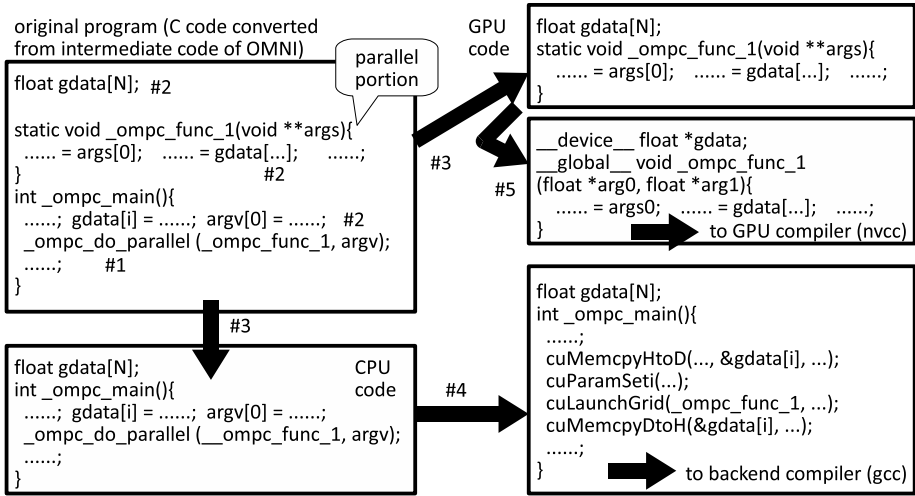 original program (C code converted
from intermediate code of OMNI)
float gdata[N]; #2
parallel
portion
static void _ompc_func_1(void **args){
...... = args[0]; ...... = gdata[...]; ......;
}
#2
int _ompc_main(){
......; gdata[i] = ......; argv[0] = ......; #2
_ompc_do_parallel (_ompc_func_1, argv);
......; #1
}
#3
GPU
code
float gdata[N];
static void _ompc_func_1(void **args){
...... = args[0]; ...... = gdata[...]; ......;
}
#5
__device__ float *gdata;
__global__ void _ompc_func_1
(float *arg0, float *arg1){
...... = args0; ...... = gdata[...]; ......;
}
to GPU compiler (nvcc)
#3
CPU
code
float gdata[N];
int _ompc_main(){
......; gdata[i] = ......; argv[0] = ......;
_ompc_do_parallel (__ompc_func_1, argv);
......;
}
#4
float gdata[N];
int _ompc_main(){
......;
cuMemcpyHtoD(..., &gdata[i], ...);
cuParamSeti(...);
cuLaunchGrid(_ompc_func_1, ...);
cuMemcpyDtoH(&gdata[i], ...);
......;
}
to backend compiler (gcc)